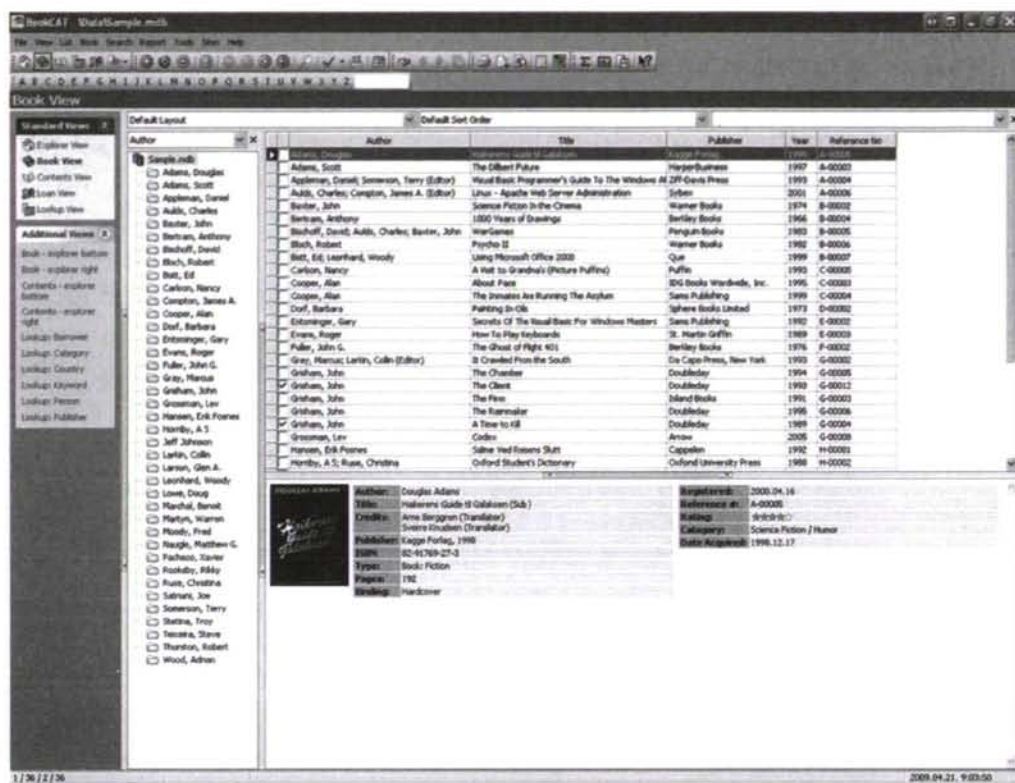 BookCAT \Data\Sample.mdb
File View List Book Search Report Tools Sites Help
A B C D E F G H I J K L M N O P Q R S T U V W X Y Z
Book View
Standard Views
Explorer View
Book View
Contents View
Loan View
Lookup View
Additional Views
Book - explorer bottom
Book - explorer right
Contents - explorer
bottom
Contents - explorer
right
Lookup: Borrower
Lookup: Category
Lookup: Country
Lookup: Keyword
Lookup: Person
Lookup: Publisher
Default Layout Default Sort Order
Author
Sample.mdb
Adams, Douglas
Adams, Scott
Appleman, Daniel
Aulds, Charles
Baxter, John
Bertram, Anthony
Bischoff, David
Bloch, Robert
Bott, Ed
Carlson, Nancy
Compton, James A.
Cooper, Alan
Dorf, Barbara
Entsminger, Gary
Evans, Roger
Fuller, John G.
Gray, Marcus
Grisham, John
Grossman, Lev
Hansen, Erik Fosnes
Hornby, A S
Jeff Johnson
Larkin, Colin
Larson, Glen A.
Leonhard, Woody
Lowe, Doug
Marchal, Benoit
Martyn, Warren
Moody, Fred
Naugle, Matthew G.
Pacheco, Xavier
Rooksby, Rikky
Ruse, Christina
Satriani, Joe
Somerson, Terry
Stetina, Troy
Teixeira, Steve
Thurston, Robert
Wood, Adrian
Author Title Publisher Year Reference No
Adams, Douglas Haikerens Guide til Galaksen Kagge Forlag A-00005
Adams, Scott The Dilbert Future HarperBusiness 1997 A-00003
Appleman, Daniel; Somerson, Terry (Editor) Visual Basic Programmer's Guide To The Windows AP Ziff-Davis Press 1993 A-00004
Aulds, Charles; Compton, James A. (Editor) Linux - Apache Web Server Administration Sybex 2001 A-00006
Baxter, John Science Fiction In the Cinema Warner Books 1974 B-00002
Bertram, Anthony 1000 Years of Drawings Bertley Books 1966 B-00004
Bischoff, David; Aulds, Charles; Baxter, John WarGames Penguin Books 1983 B-00005
Bloch, Robert Psycho II Warner Books 1982 B-00006
Bott, Ed; Leonhard, Woody Using Microsoft Office 2000 Que 1999 B-00007
Carlson, Nancy A Visit to Grandma's (Picture Puffins) Puffin 1993 C-00005
Cooper, Alan About Face IDG Books Wordwide, Inc. 1995 C-00003
Cooper, Alan The Inmates Are Running The Asylum Sams Publishing 1999 C-00004
Dorf, Barbara Painting In Oils Sphere Books Limited 1973 D-00002
Entsminger, Gary Secrets Of The Visual Basic For Windows Masters Sams Publishing 1992 E-00002
Evans, Roger How To Play Keyboards St. Martin Griffin 1989 E-00003
Fuller, John G. The Ghost of Flight 401 Berkley Books 1976 F-00002
Gray, Marcus; Larkin, Colin (Editor) It Crawled From the South Da Capo Press, New York 1993 G-00002
Grisham, John The Chamber Doubleday 1994 G-00005
Grisham, John The Client Doubleday 1993 G-00012
Grisham, John The Firm Island Books 1991 G-00003
Grisham, John The Rainmaker Doubleday 1995 G-00006
Grisham, John A Time to Kill Doubleday 1989 G-00004
Grossman, Lev Codex Arrow 2005 G-00008
Hansen, Erik Fosnes Salme Ved Reisens Slutt Cappelen 1992 H-00001
Hornby, A S; Ruse, Christina Oxford Student's Dictionary Oxford University Press 1988 H-00002
DOUGLAS ADAMS
Author: Douglas Adams
Title: Haikerens Guide til Galaksen (Sub)
Credits: Arne Berggren (Translator)
Sverre Knudsen (Translator)
Publisher: Kagge Forlag, 1998
ISBN 82-91769-27-3
Type: Book: Fiction
Pages: 192
Binding: Hardcover
Registered: 2000.04.16
Reference #: A-00005
Rating:
Category: Science Fiction / Humor
Date Acquired: 1998.12.17
1 / 36 / 2 / 36 2009.04.21. 9:03:50